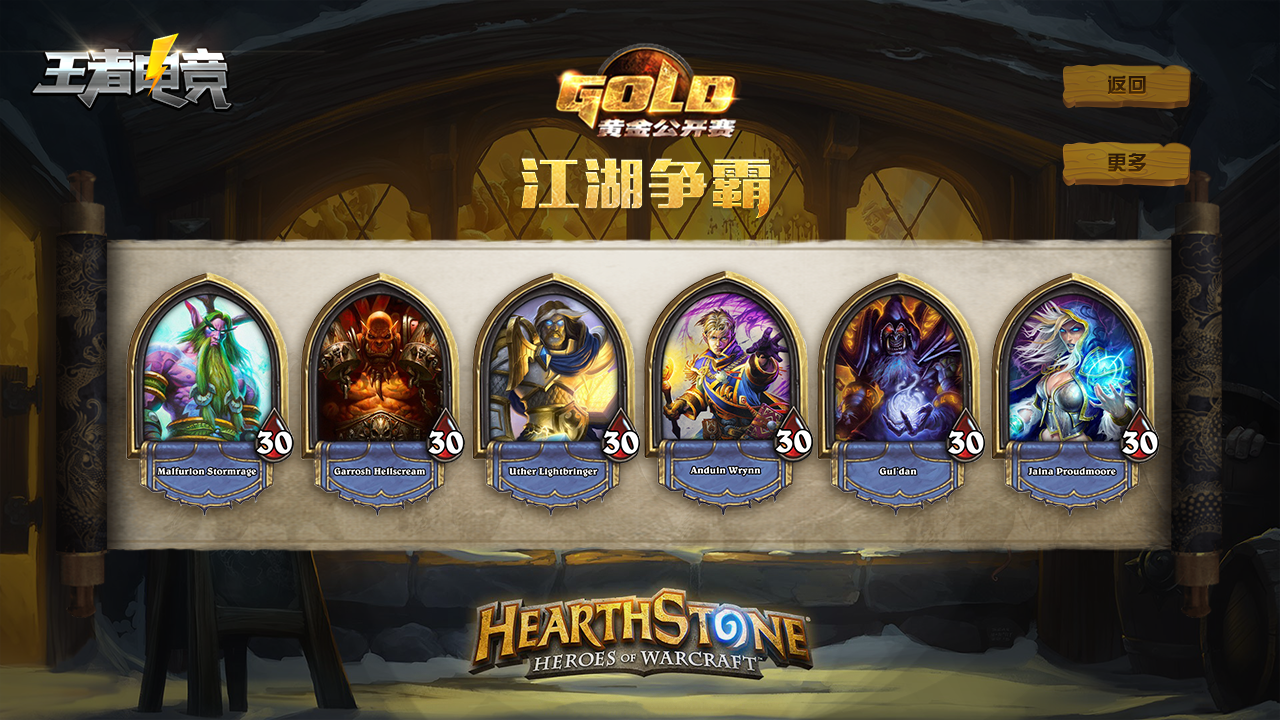 王者电竞
GOLD
黄金公开赛
江湖争霸
返回
更多
30
30
30
30
30
30
Malfurion Stormrage
Garrosh Hellscream
Uther Lightbringer
Anduin Wrynn
Gul'dan
Jaina Proudmoore
HEARTHSTONE
HEROES OF WARCRAFT